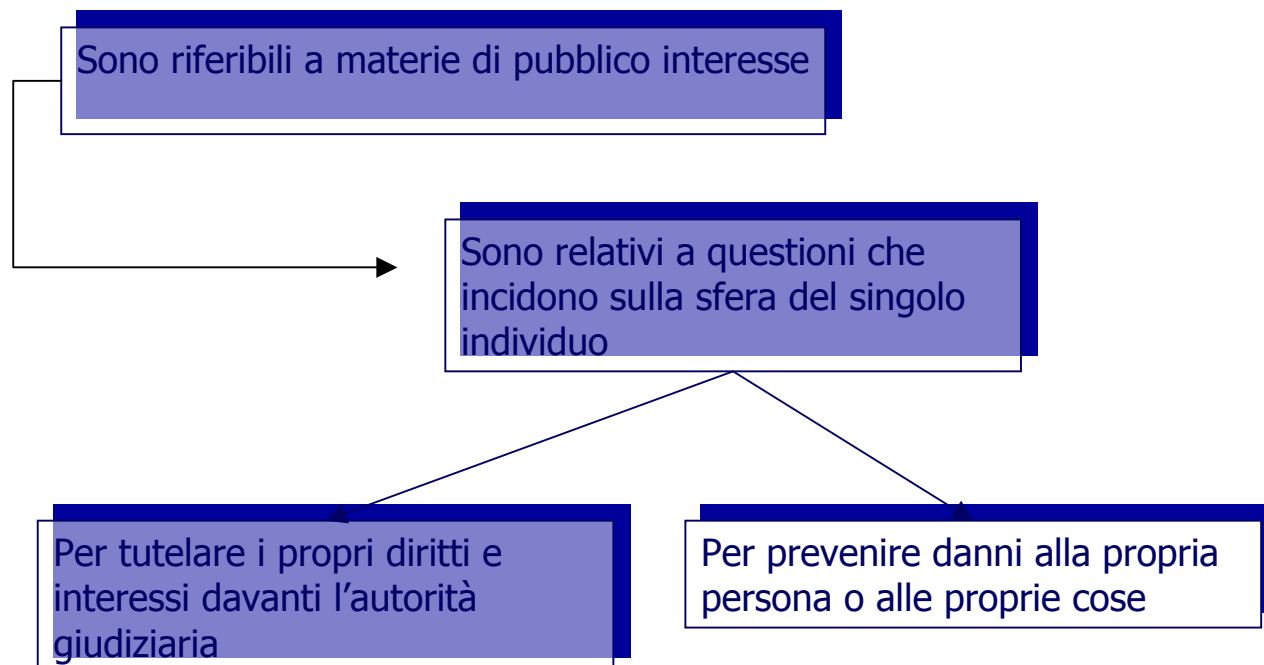 Sono riferibili a materie di pubblico interesse
Sono relativi a questioni che
incidono sulla sfera del singolo
individuo
Per tutelare i propri diritti e
interessi davanti l’autorità
giudiziaria
Per prevenire danni alla propria
persona o alle proprie cose